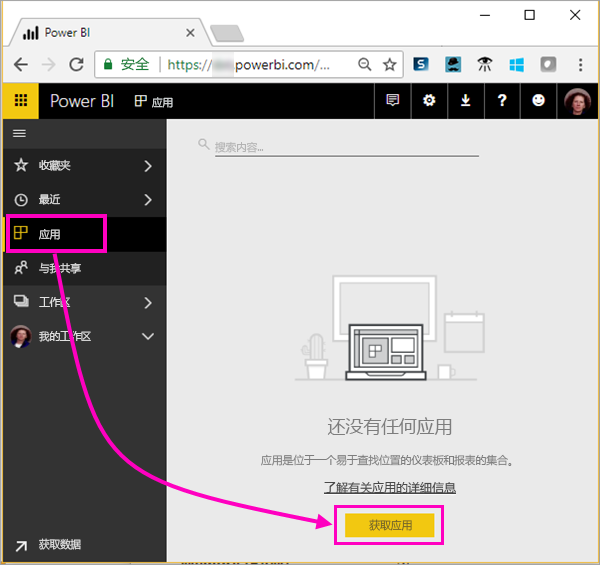 Power BI
安全 https:// powerbi.com/...
Power BI 应用
搜索内容...
收藏夹
最近
应用
与我共享
工作区
我的工作区
还没有任何应用
应用是位于一个易于查找位置的仪表板和报表的集合。
了解有关应用的详细信息
获取应用
获取数据